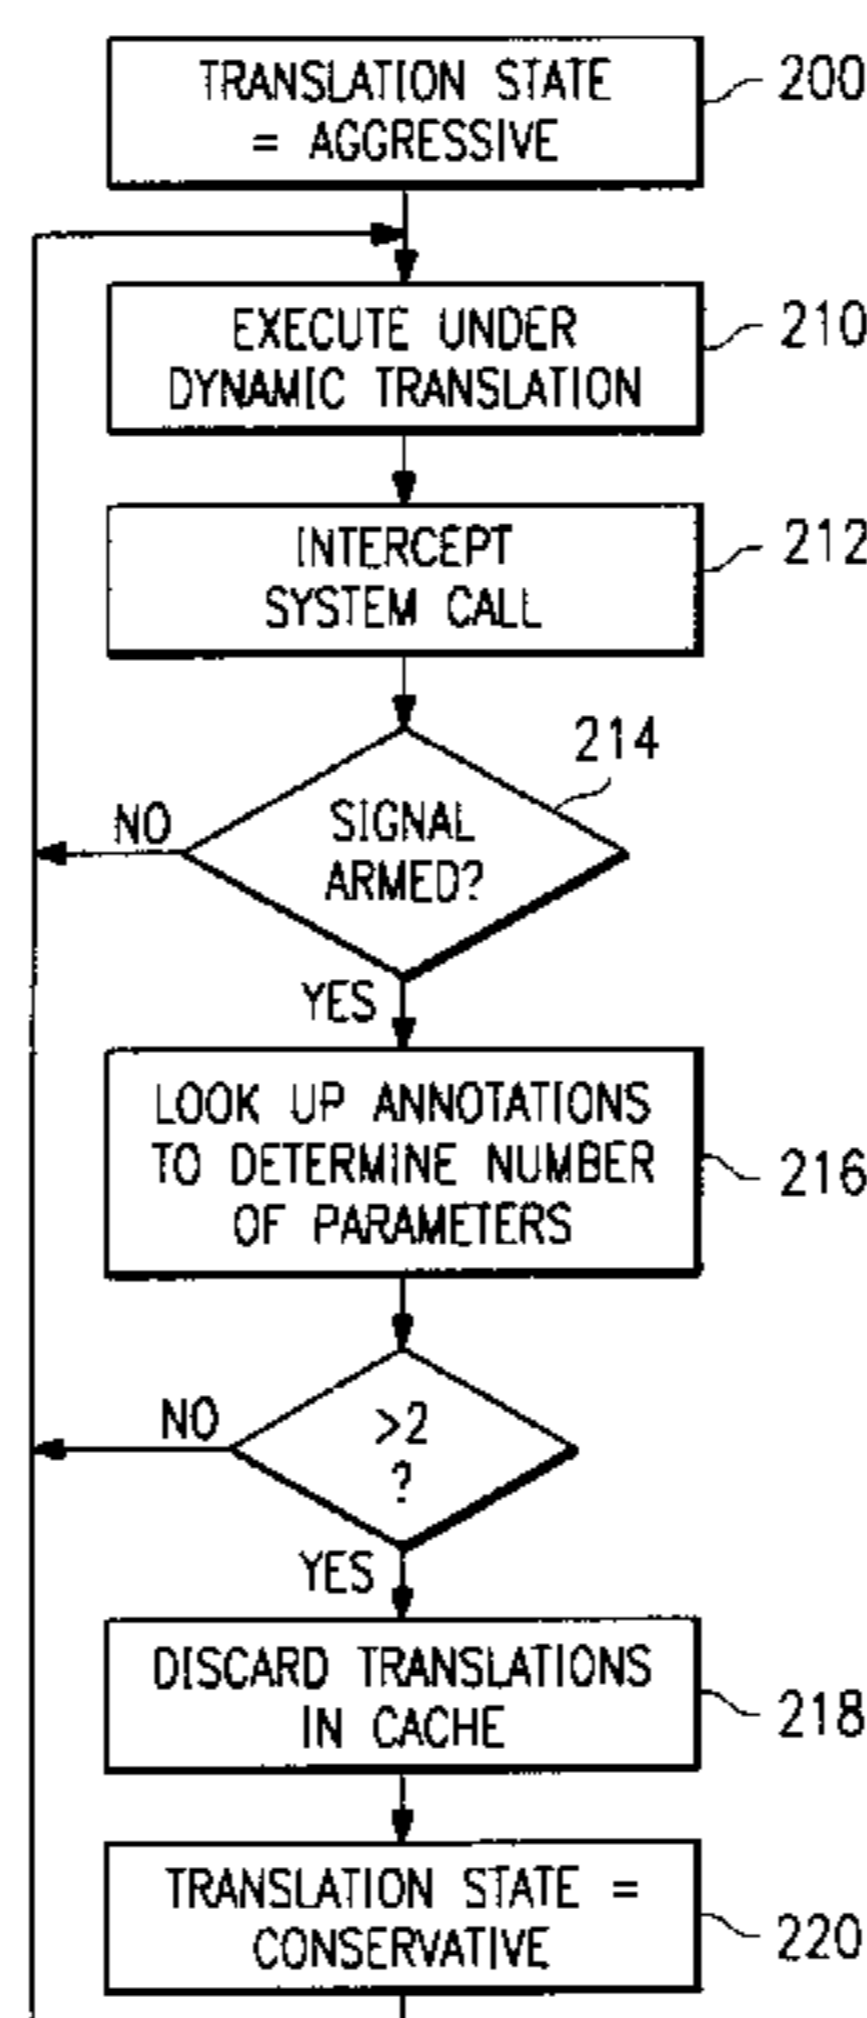 TRANSLATION STATE
= AGGRESSIVE
200
EXECUTE UNDER
DYNAMIC TRANSLATION
210
INTERCEPT
SYSTEM CALL
212
214
SIGNAL
ARMED?
NO
YES
LOOK UP ANNOTATIONS
TO DETERMINE NUMBER
OF PARAMETERS
216
>2
?
NO
YES
DISCARD TRANSLATIONS
IN CACHE
218
TRANSLATION STATE =
CONSERVATIVE
220